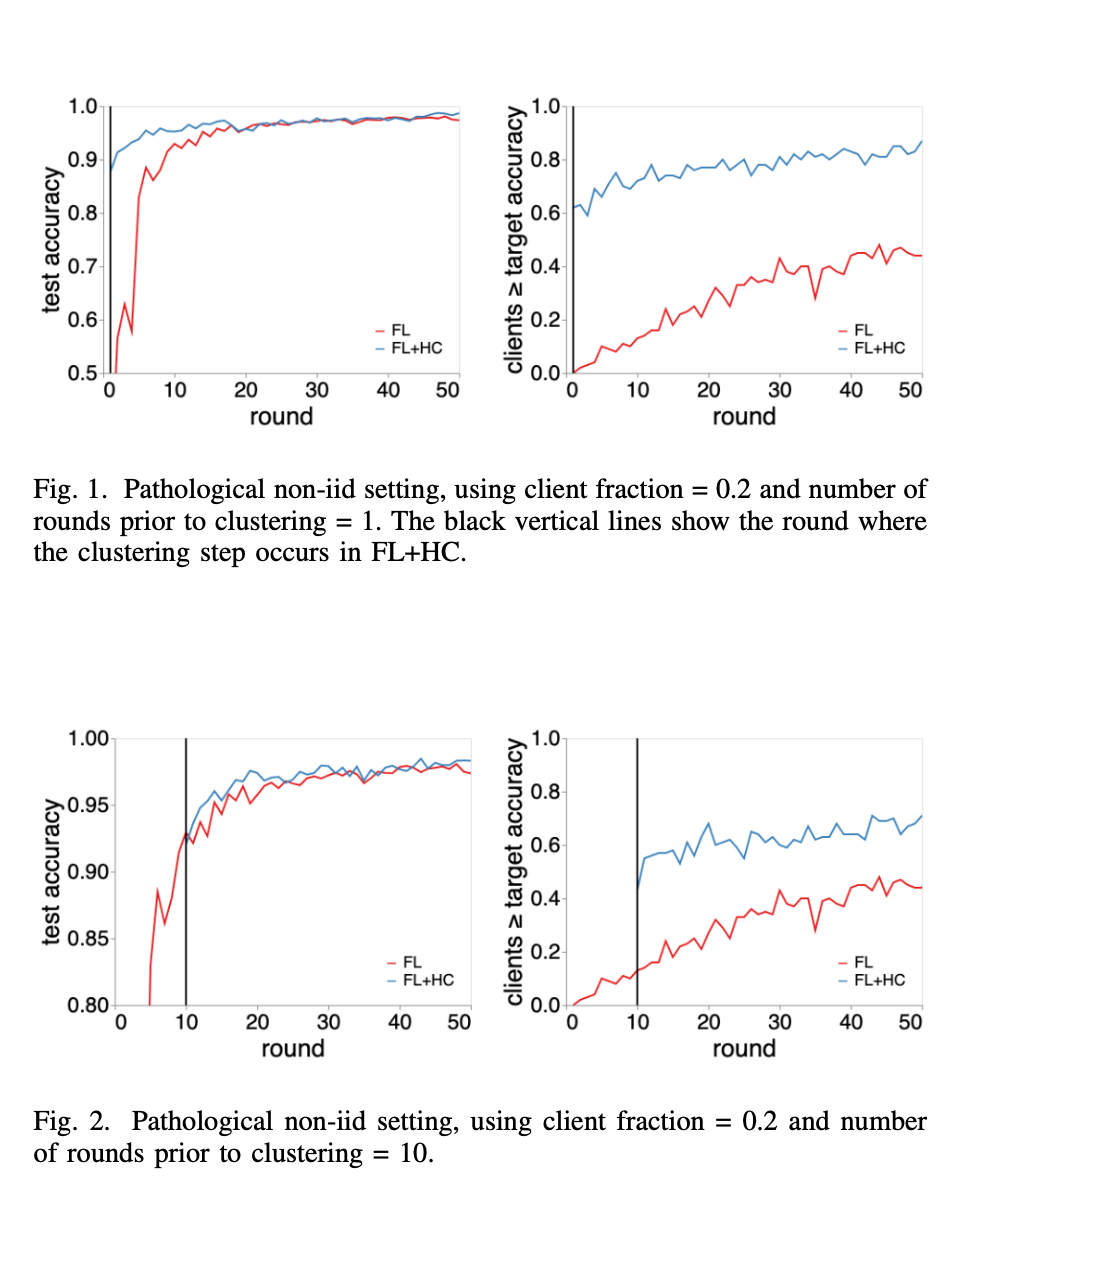 1.0
0.9
0.8
0.7
0.6
0.5
test accuracy
0 10 20 30 40 50
round
FL
FL+HC
1.0
0.8
0.6
0.4
0.2
0.0
clients ≥ target accuracy
0 10 20 30 40 50
round
FL
FL+HC
Fig. 1. Pathological non-iid setting, using client fraction = 0.2 and number of
rounds prior to clustering = 1. The black vertical lines show the round where
the clustering step occurs in FL+HC.
1.00
0.95
0.90
0.85
0.80
test accuracy
0 10 20 30 40 50
round
FL
FL+HC
1.0
0.8
0.6
0.4
0.2
0.0
clients ≥ target accuracy
0 10 20 30 40 50
round
FL
FL+HC
Fig. 2. Pathological non-iid setting, using client fraction = 0.2 and number
of rounds prior to clustering = 10.